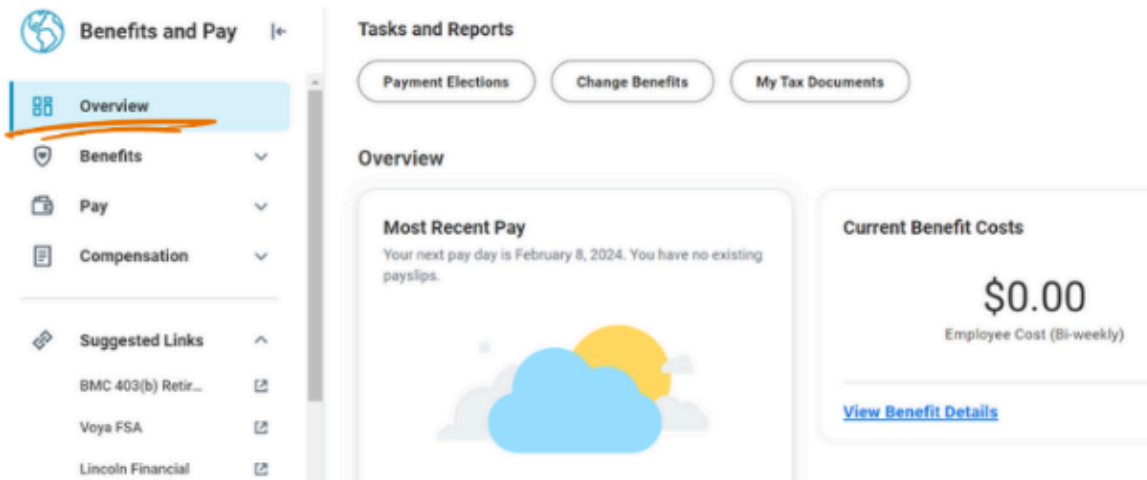 Benefits and Pay
Overview
Benefits
Pay
Compensation
Suggested Links
BMC 403(b) Retir...
Voya FSA
Lincoln Financial
Tasks and Reports
Payment Elections
Change Benefits
My Tax Documents
Overview
Most Recent Pay
Your next pay day is February 8, 2024. You have no existing
payslips.
Current Benefit Costs
$0.00
Employee Cost (Bi-weekly)
View Benefit Details